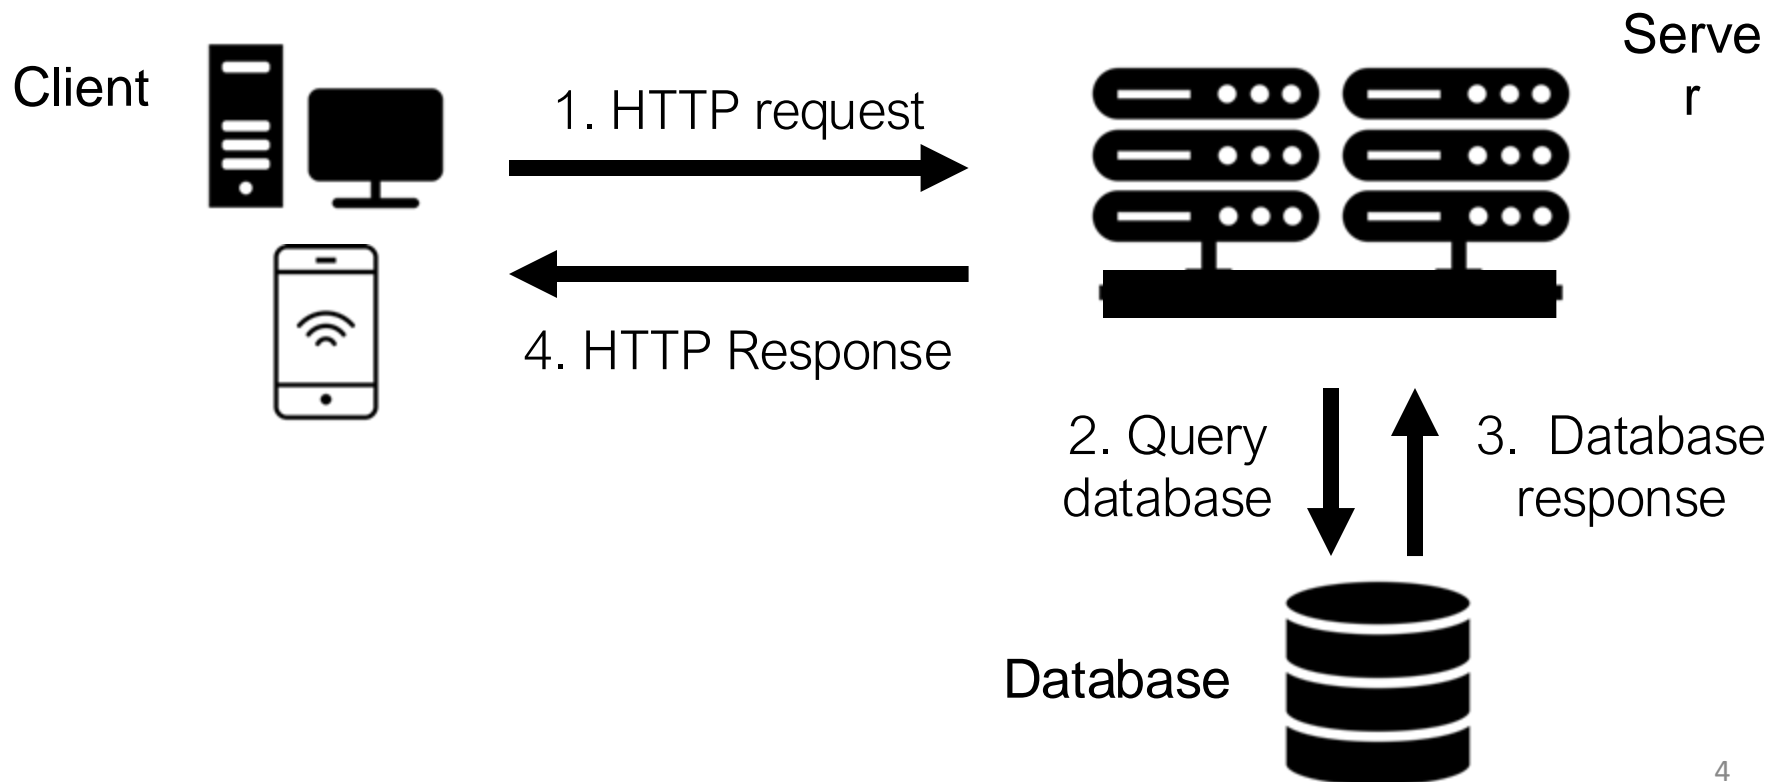 Client
Serve
r
1. HTTP request
4. HTTP Response
2. Query
database
3.  Database
response
Database
4